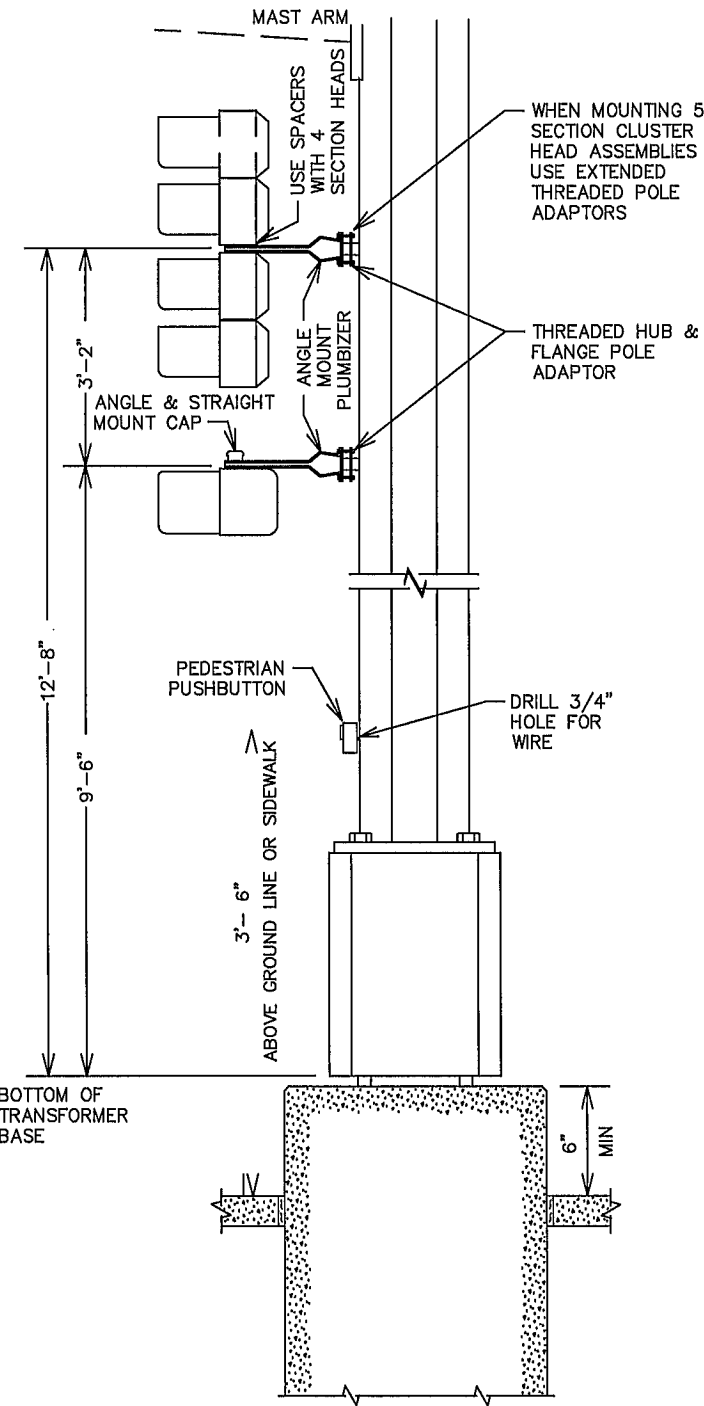 MAST ARM
USE SPACERS
WITH 4
SECTION HEADS
WHEN MOUNTING 5
SECTION CLUSTER
HEAD ASSEMBLIES
USE EXTENDED
THREADED POLE
ADAPTORS
3'-2"
ANGLE
MOUNT
PLUMBIZER
THREADED HUB &
FLANGE POLE
ADAPTOR
ANGLE & STRAIGHT
MOUNT CAP
12'-8"
9'-6"
PEDESTRIAN
PUSHBUTTON
DRILL 3/4"
HOLE FOR
WIRE
3'- 6"
ABOVE GROUND LINE OR SIDEWALK
BOTTOM OF
TRANSFORMER
BASE
6"
MIN